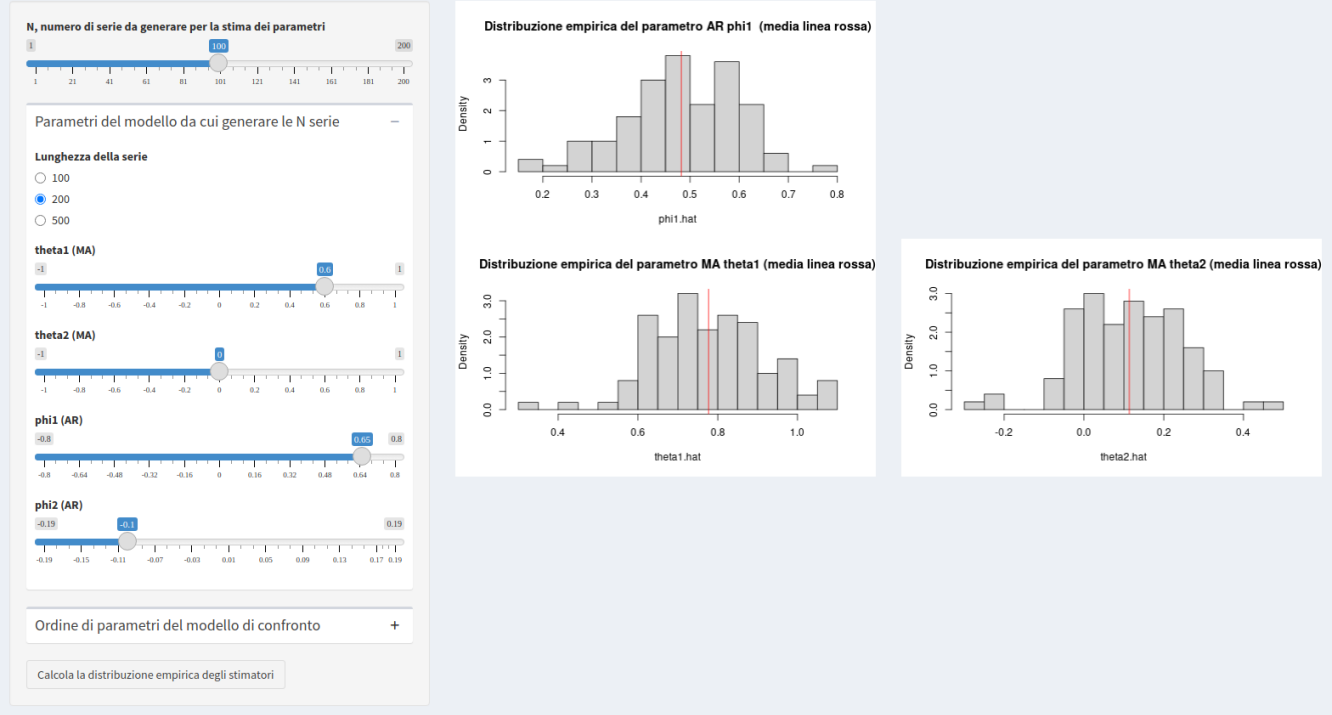 N, numero di serie da generare per la stima dei parametri
1 100 200
1 21 41 61 81 101 121 141 161 181 200
Parametri del modello da cui generare le N serie −
Lunghezza della serie
100
200
500
theta1 (MA)
-1 0.6 1
-1 -0.8 -0.6 -0.4 -0.2 0 0.2 0.4 0.6 0.8 1
theta2 (MA)
-1 0 1
-1 -0.8 -0.6 -0.4 -0.2 0 0.2 0.4 0.6 0.8 1
phi1 (AR)
-0.8 0.65 0.8
-0.8 -0.64 -0.48 -0.32 -0.16 0 0.16 0.32 0.48 0.64 0.8
phi2 (AR)
-0.19 -0.1 0.19
-0.19 -0.15 -0.11 -0.07 -0.03 0.01 0.05 0.09 0.13 0.17 0.19
Ordine di parametri del modello di confronto +
Calcola la distribuzione empirica degli stimatori
Distribuzione empirica del parametro AR phi1 (media linea rossa)
Density
3
2
1
0
0.2 0.3 0.4 0.5 0.6 0.7 0.8
phi1.hat
Distribuzione empirica del parametro MA theta1 (media linea rossa)
Density
3.0
2.0
1.0
0.0
0.4 0.6 0.8 1.0
theta1.hat
Distribuzione empirica del parametro MA theta2 (media linea rossa)
Density
3.0
2.0
1.0
0.0
-0.2 0.0 0.2 0.4
theta2.hat